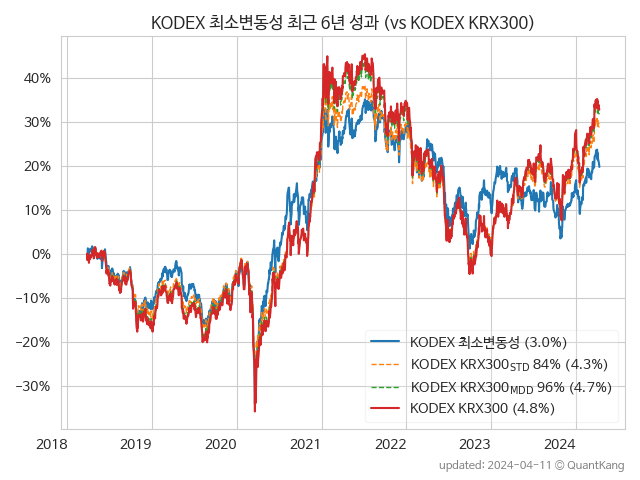 KODEX 최소변동성 최근 6년 성과 (vs KODEX KRX300)
40%
30%
20%
10%
0%
−10%
−20%
−30%
KODEX 최소변동성 (3.0%)
KODEX KRX300STD 84% (4.3%)
KODEX KRX300MDD 96% (4.7%)
KODEX KRX300 (4.8%)
2018 2019 2020 2021 2022 2023 2024
updated: 2024-04-11 © QuantKang